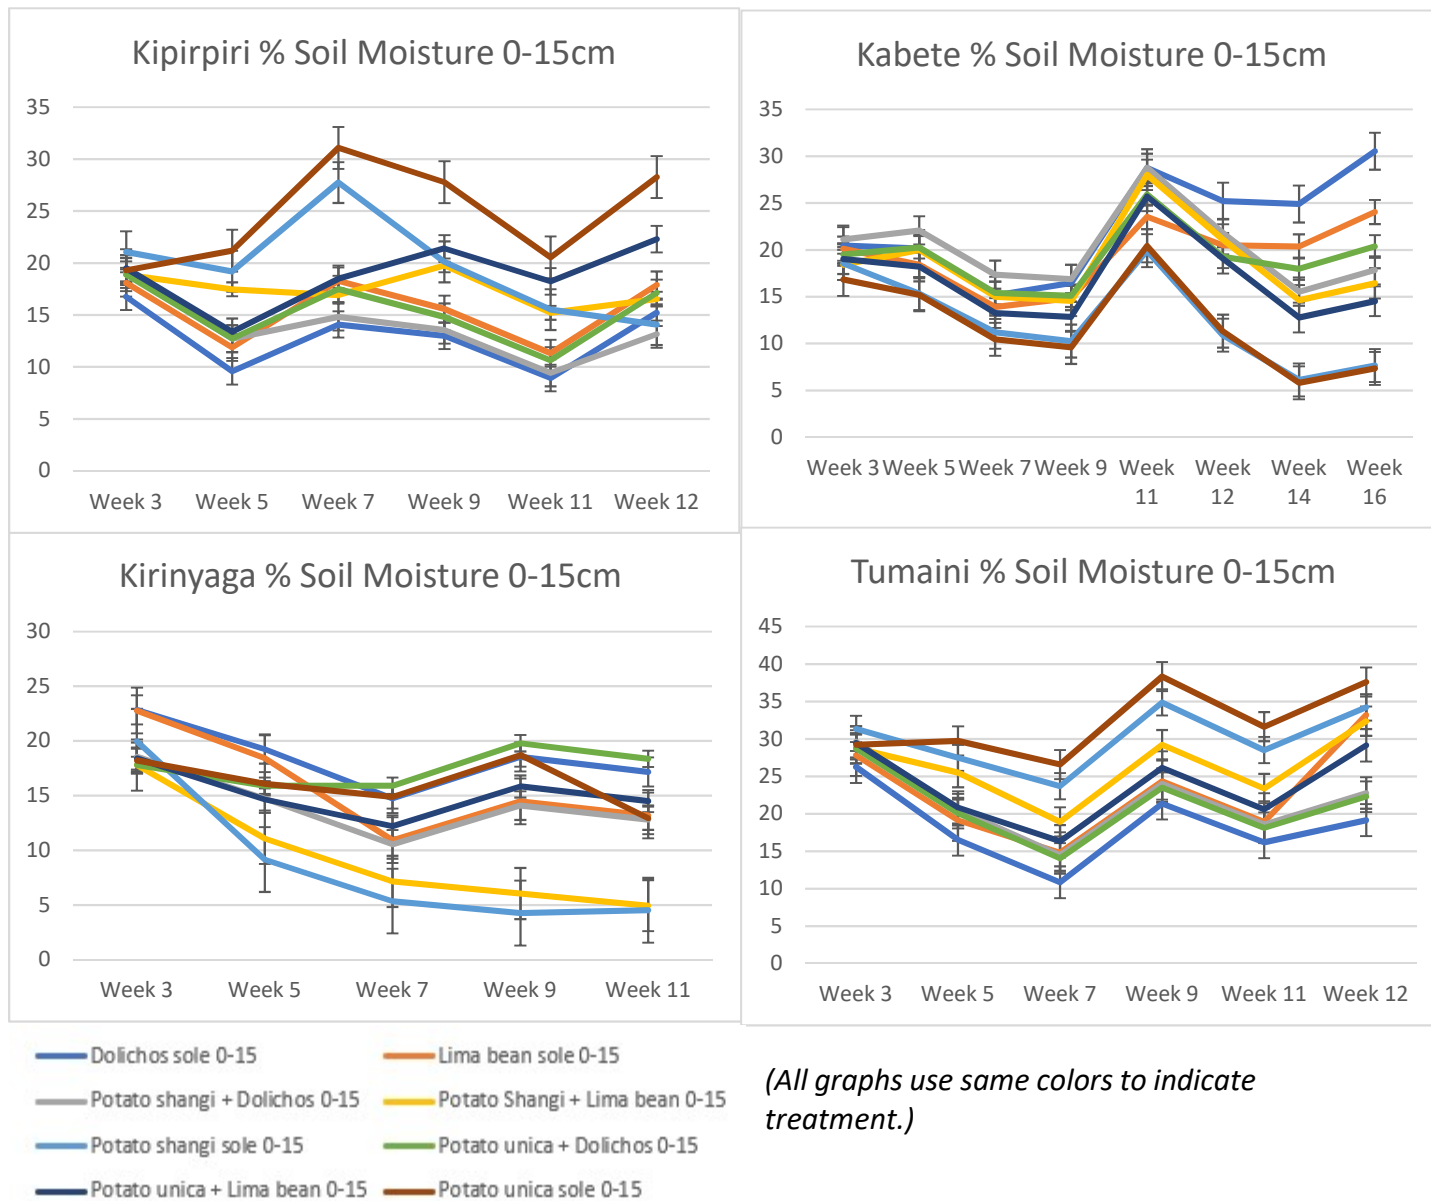 Kipirpiri % Soil Moisture 0-15cm
35
30
25
20
15
10
5
0
Week 3 Week 5 Week 7 Week 9 Week 11 Week 12
Kabete % Soil Moisture 0-15cm
35
30
25
20
15
10
5
0
Week 3 Week 5 Week 7 Week 9 Week Week Week Week
11 12 14 16
Kirinyaga % Soil Moisture 0-15cm
30
25
20
15
10
5
0
Week 3 Week 5 Week 7 Week 9 Week 11
Tumaini % Soil Moisture 0-15cm
45
40
35
30
25
20
15
10
5
0
Week 3 Week 5 Week 7 Week 9 Week 11 Week 12
Dolichos sole 0-15 Lima bean sole 0-15
Potato shangi + Dolichos 0-15 Potato Shangi + Lima bean 0-15
Potato shangi sole 0-15 Potato unica + Dolichos 0-15
Potato unica + Lima bean 0-15 Potato unica sole 0-15
(All graphs use same colors to indicate
treatment.)